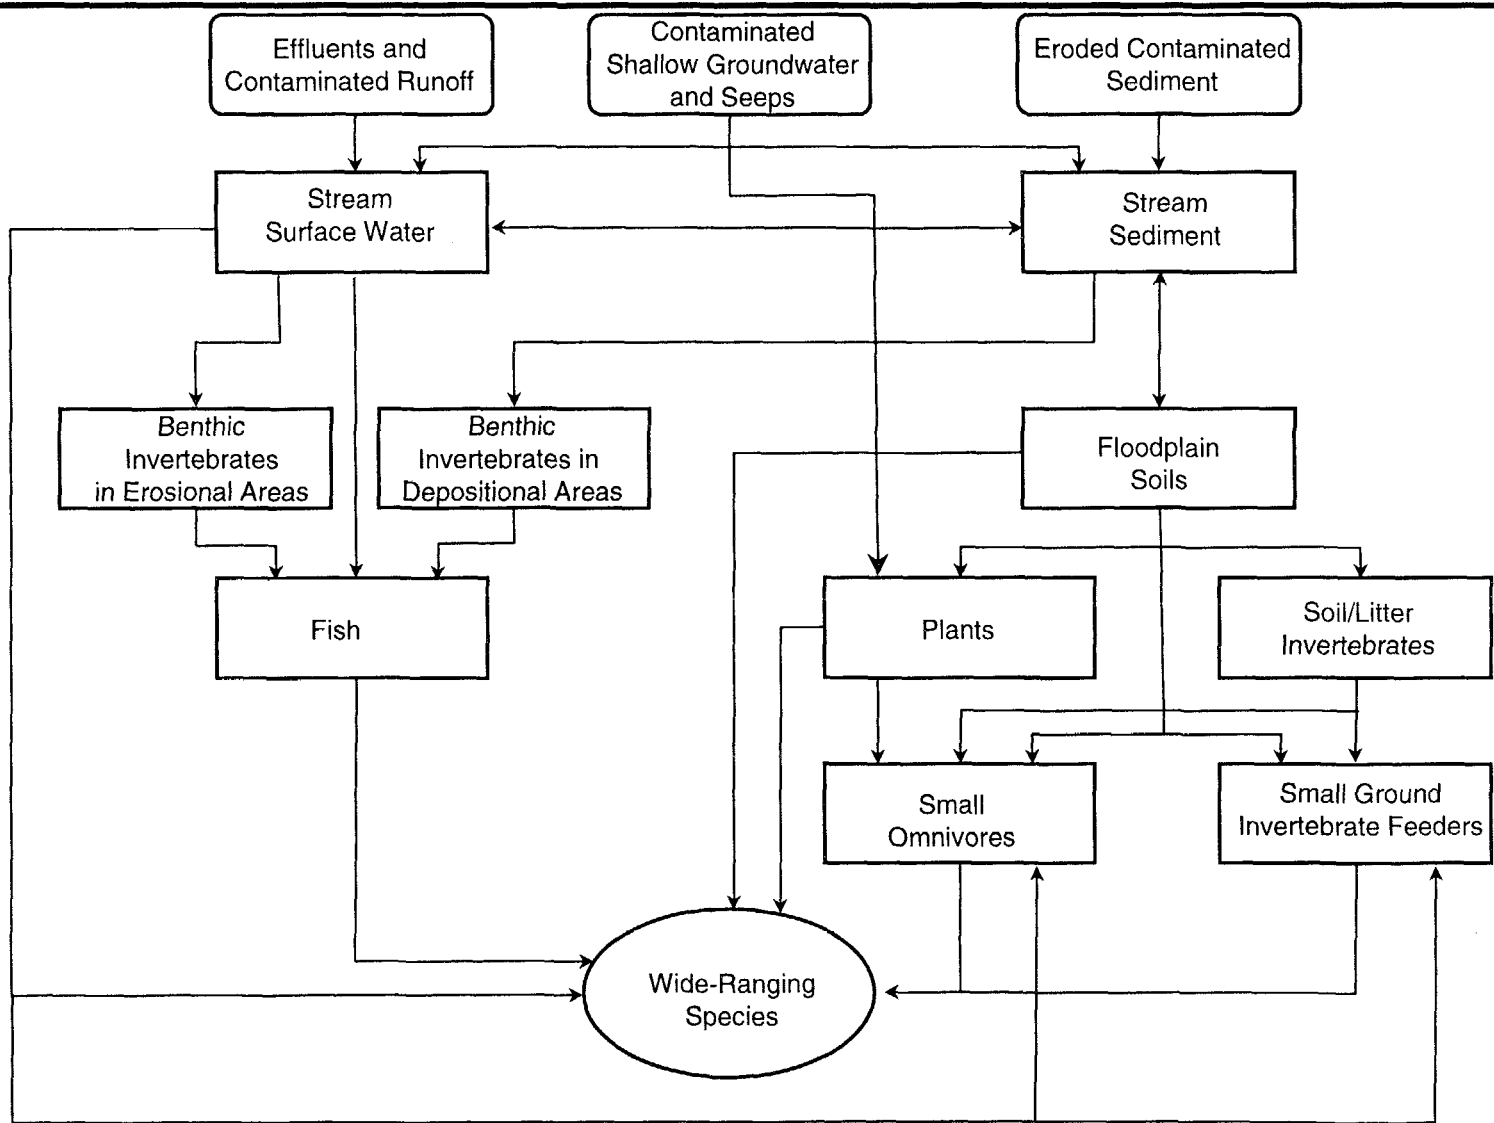 Effluents and
Contaminated Runoff
Contaminated
Shallow Groundwater
and Seeps
Eroded Contaminated
Sediment
Stream
Surface Water
Stream
Sediment
Benthic
Invertebrates
in Erosional Areas
Benthic
Invertebrates in
Depositional Areas
Floodplain
Soils
Fish
Plants
Soil/Litter
Invertebrates
Small
Omnivores
Small Ground
Invertebrate Feeders
Wide-Ranging
Species